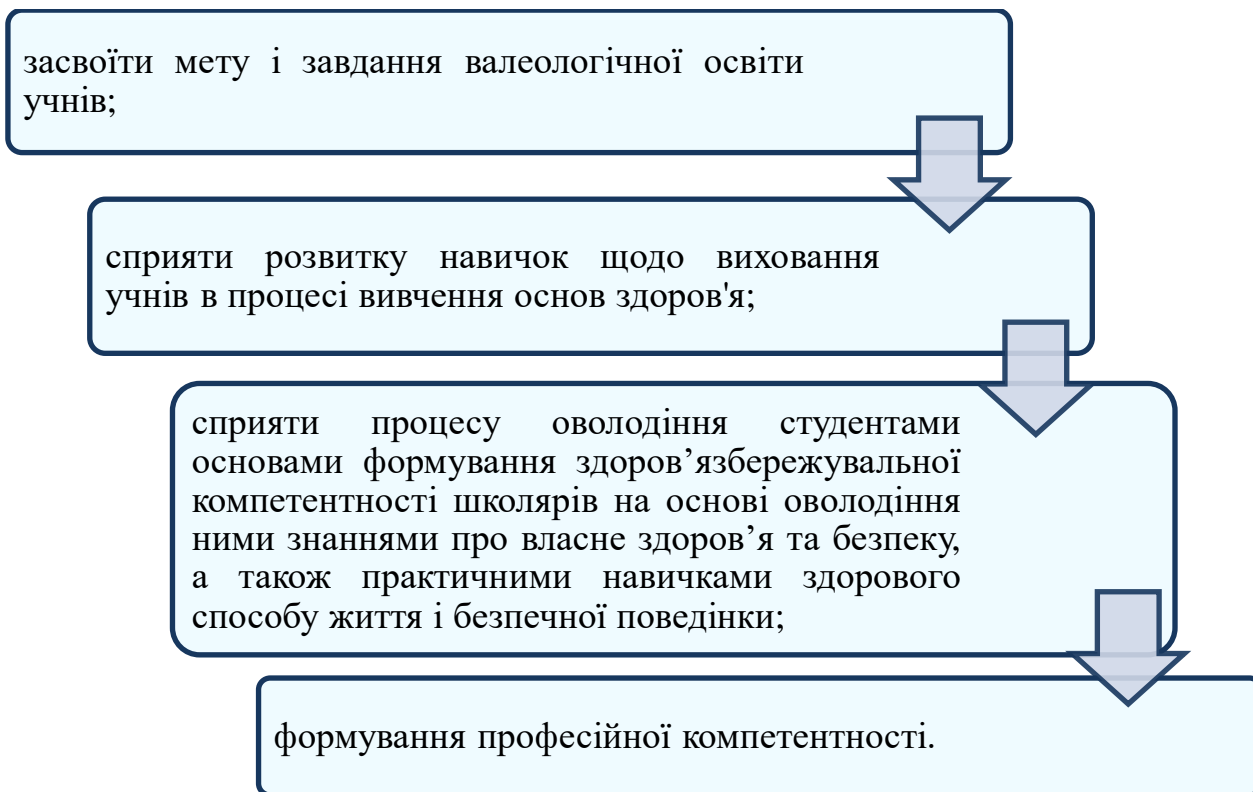 засвоїти мету і завдання валеологічної освіти
учнів;
сприяти розвитку навичок щодо виховання
учнів в процесі вивчення основ здоров'я;
сприяти процесу оволодіння студентами
основами формування здоров’язбережувальної
компетентності школярів на основі оволодіння
ними знаннями про власне здоров’я та безпеку,
а також практичними навичками здорового
способу життя і безпечної поведінки;
формування професійної компетентності.